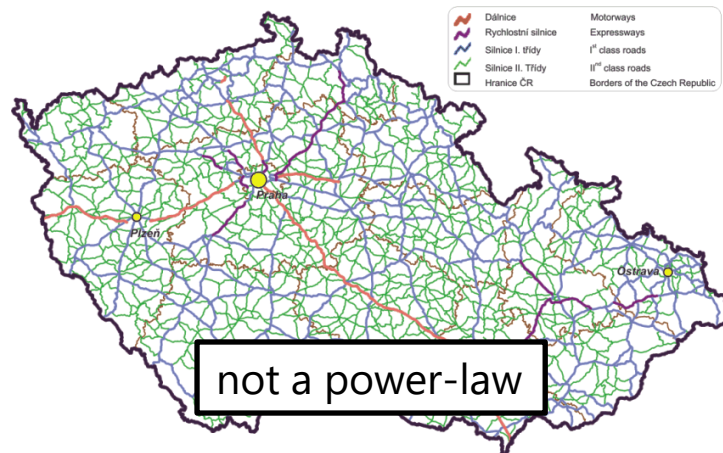 Dálnice Motorways
Rychlostní silnice Expressways
Silnice I. třídy Ist class roads
Silnice II. Třídy IInd class roads
Hranice ČR Borders of the Czech Republic
Praha
Plzeň
Ostrava
not a power-law